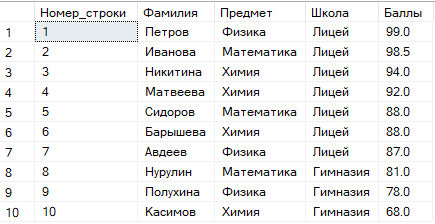 Номер_строки Фамилия Предмет Школа Баллы
1 1 Петров Физика Лицей 99.0
2 2 Иванова Математика Лицей 98.5
3 3 Никитина Химия Лицей 94.0
4 4 Матвеева Химия Лицей 92.0
5 5 Сидоров Математика Лицей 88.0
6 6 Барышева Химия Лицей 88.0
7 7 Авдеев Физика Лицей 87.0
8 8 Нурулин Математика Гимназия 81.0
9 9 Полухина Физика Гимназия 78.0
10 10 Касимов Химия Гимназия 68.0